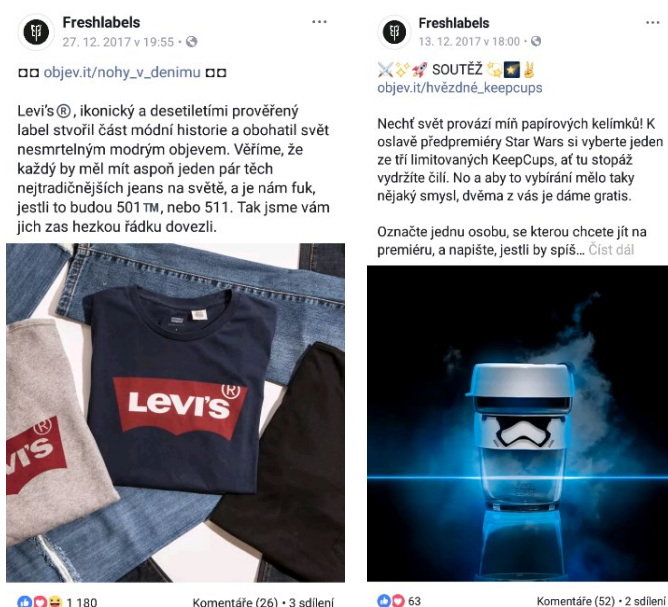 Freshlabels
27. 12. 2017 v 19:55
objev.it/nohy_v_denimu
Levi's®, ikonický a desetiletími prověřený
label stvořil část módní historie a obohatil svět
nesmrtelným modrým objevem. Věříme, že
každý by měl mít aspoň jeden pár těch
nejtradičnějších jeans na světě, a je nám fuk,
jestli to budou 501™, nebo 511. Tak jsme vám
jich zas hezkou řádku dovezli.
LEVI'S®
VI'S®
1 180
Komentáře (26) • 3 sdílení
Freshlabels
13. 12. 2017 v 18:00
⚔️✨🚀 SOUTĚŽ 💫🌠✌️
objev.it/hvězdné_keepcups
Nechť svět provází míň papírových kelímků! K
oslavě předpremiéry Star Wars si vyberte jeden
ze tří limitovaných KeepCups, ať tu stopáž
vydržíte čilí. No a aby to vybírání mělo taky
nějaký smysl, dvěma z vás je dáme gratis.
Označte jednu osobu, se kterou chcete jít na
premiéru, a napište, jestli by spíš... Číst dál
63
Komentáře (52) • 2 sdílení